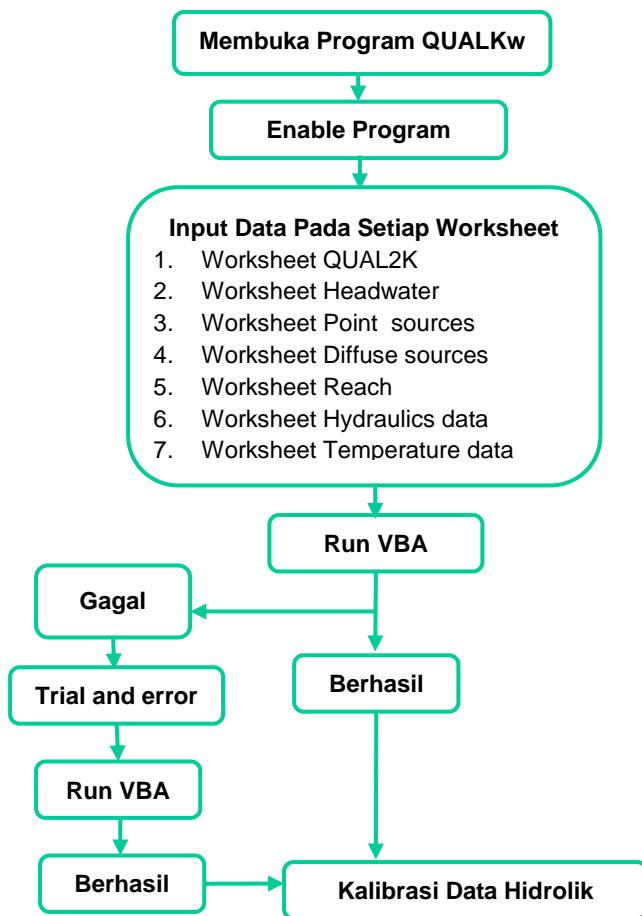 Membuka Program QUALKw
Enable Program
Input Data Pada Setiap Worksheet
1. Worksheet QUAL2K
2. Worksheet Headwater
3. Worksheet Point sources
4. Worksheet Diffuse sources
5. Worksheet Reach
6. Worksheet Hydraulics data
7. Worksheet Temperature data
Run VBA
Gagal
Trial and error
Run VBA
Berhasil
Berhasil
Kalibrasi Data Hidrolik